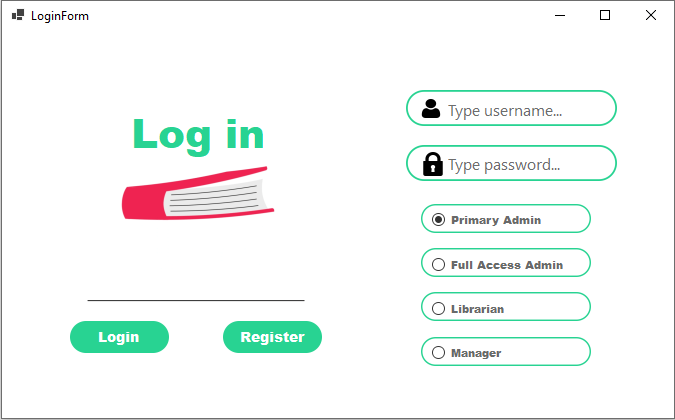 LoginForm
Log in
Login
Register
Type username...
Type password...
Primary Admin
Full Access Admin
Librarian
Manager